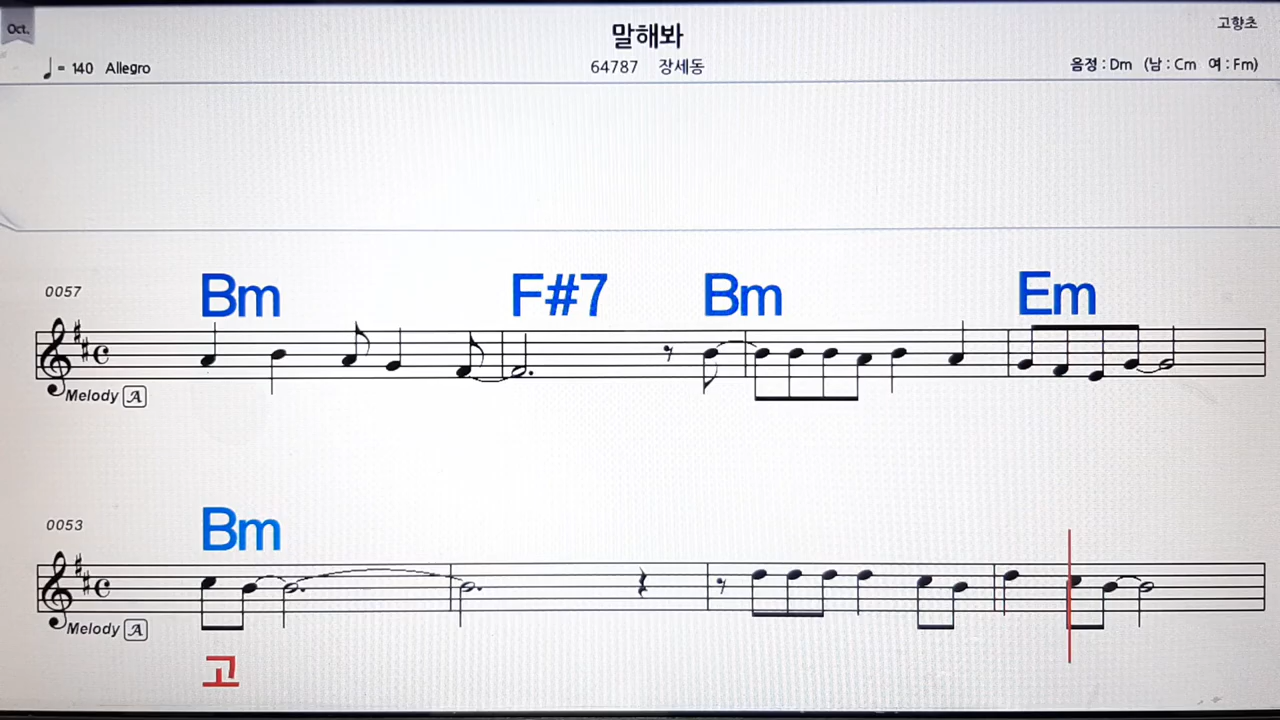 Oct.
말해봐
고향초
♩= 140 Allegro
64787 장세동
음정 : Dm (남 : Cm 여 : Fm)
0057
Bm F#7 Bm Em
Melody A
0053
Bm
Melody A
고